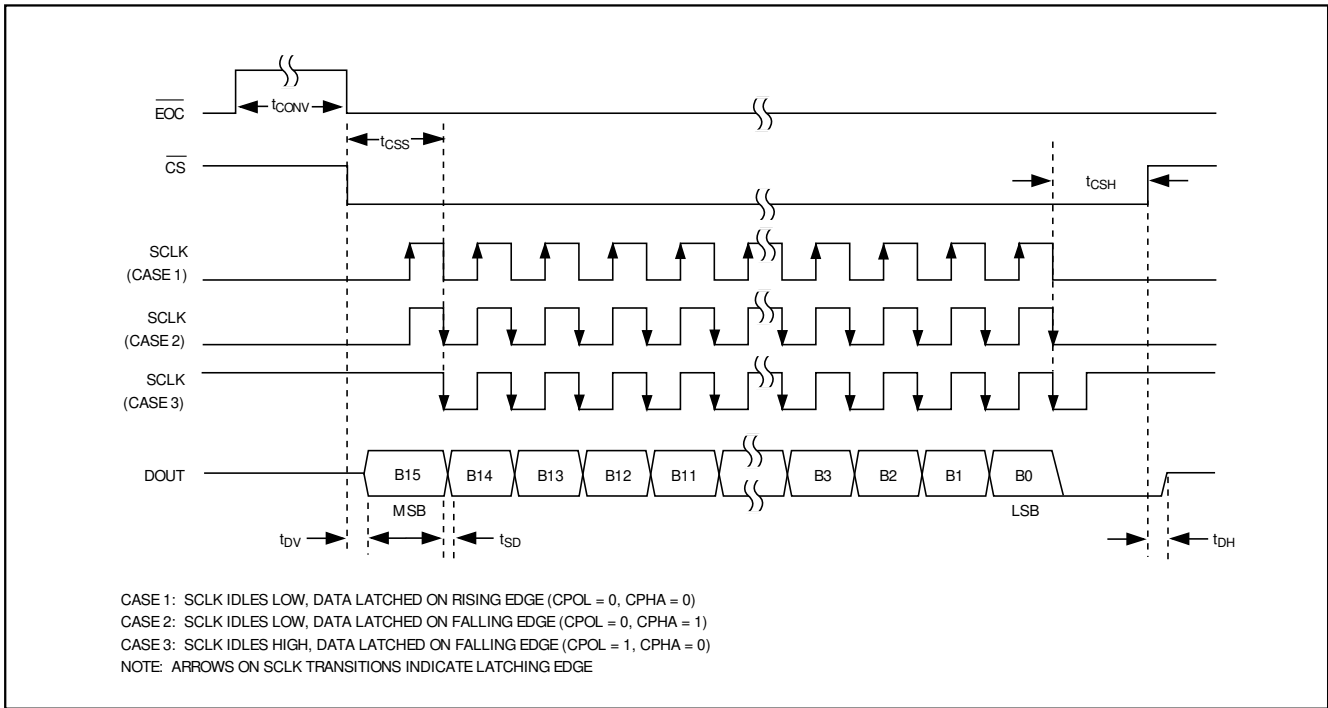 EOC
tCONV
tCSS
CS
tCSH
SCLK
(CASE 1)
SCLK
(CASE 2)
SCLK
(CASE 3)
DOUT
B15 B14 B13 B12 B11 B3 B2 B1 B0
MSB LSB
tDV tSD tDH
CASE 1: SCLK IDLES LOW, DATA LATCHED ON RISING EDGE (CPOL = 0, CPHA = 0)
CASE 2: SCLK IDLES LOW, DATA LATCHED ON FALLING EDGE (CPOL = 0, CPHA = 1)
CASE 3: SCLK IDLES HIGH, DATA LATCHED ON FALLING EDGE (CPOL = 1, CPHA = 0)
NOTE: ARROWS ON SCLK TRANSITIONS INDICATE LATCHING EDGE